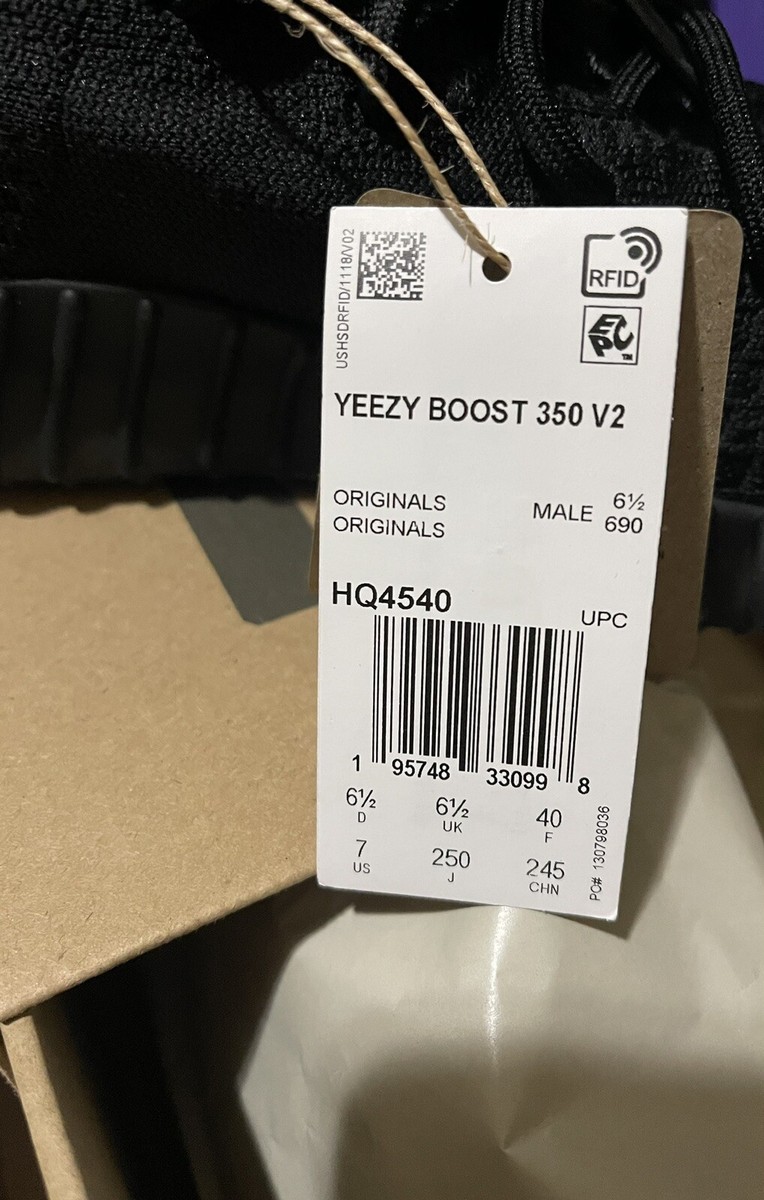 USHSDRFID/1118/V02
RFID
EPC™
YEEZY BOOST 350 V2
ORIGINALS
ORIGINALS
MALE 6½
690
HQ4540
UPC
1 95748 33099 8
6½ 6½ 40
D UK F
7 250 245
US J CHN
PO# 130798036